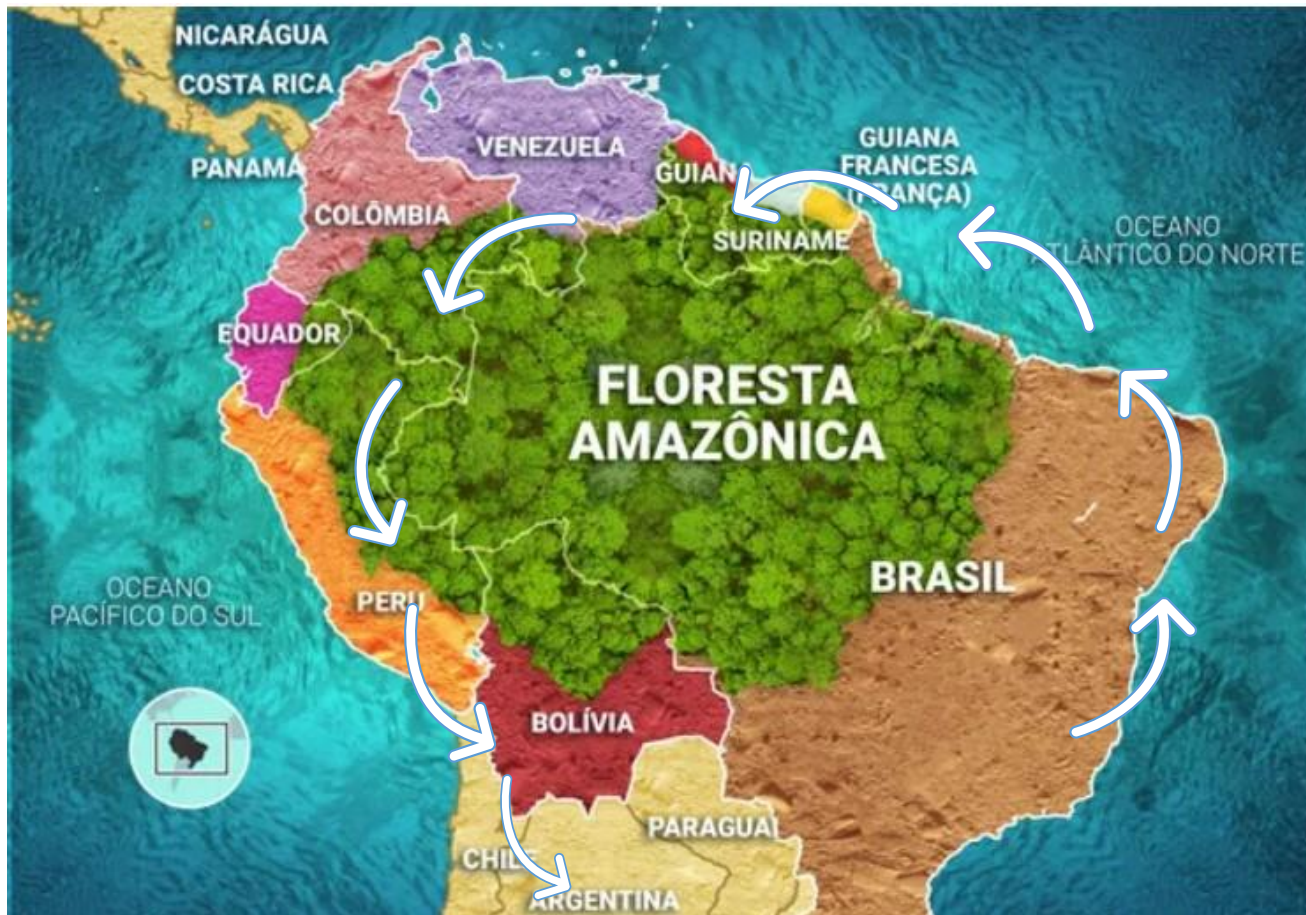 NICARÁGUA
COSTA RICA
PANAMÁ
VENEZUELA
COLÔMBIA
GUIAN
GUIANA
FRANCESA
(FRANÇA)
SURINAME
OCEANO
ATLÂNTICO DO NORTE
EQUADOR
FLORESTA
AMAZÔNICA
BRASIL
OCEANO
PACÍFICO DO SUL
PERU
BOLÍVIA
PARAGUAI
CHILE
ARGENTINA